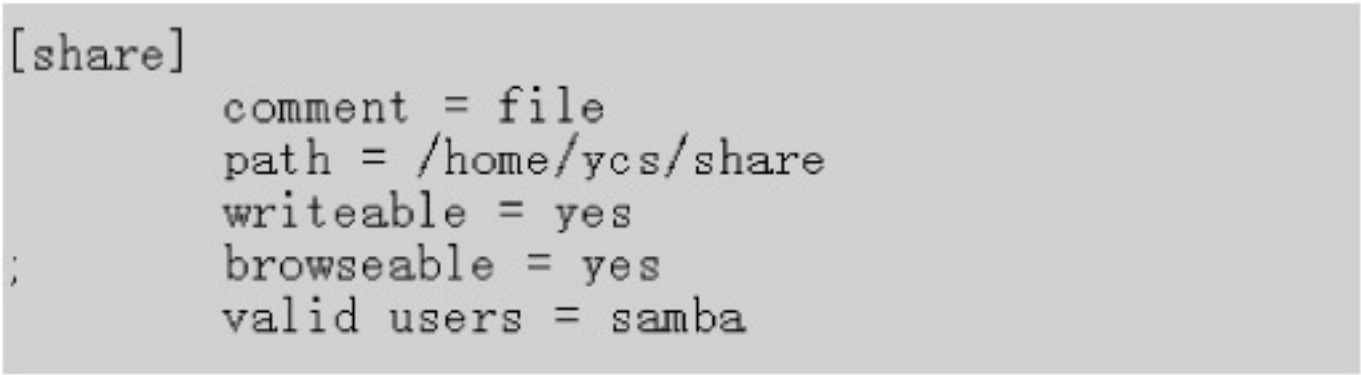 [share]
comment = file
path = /home/ycs/share
writeable = yes
; browseable = yes
valid users = samba